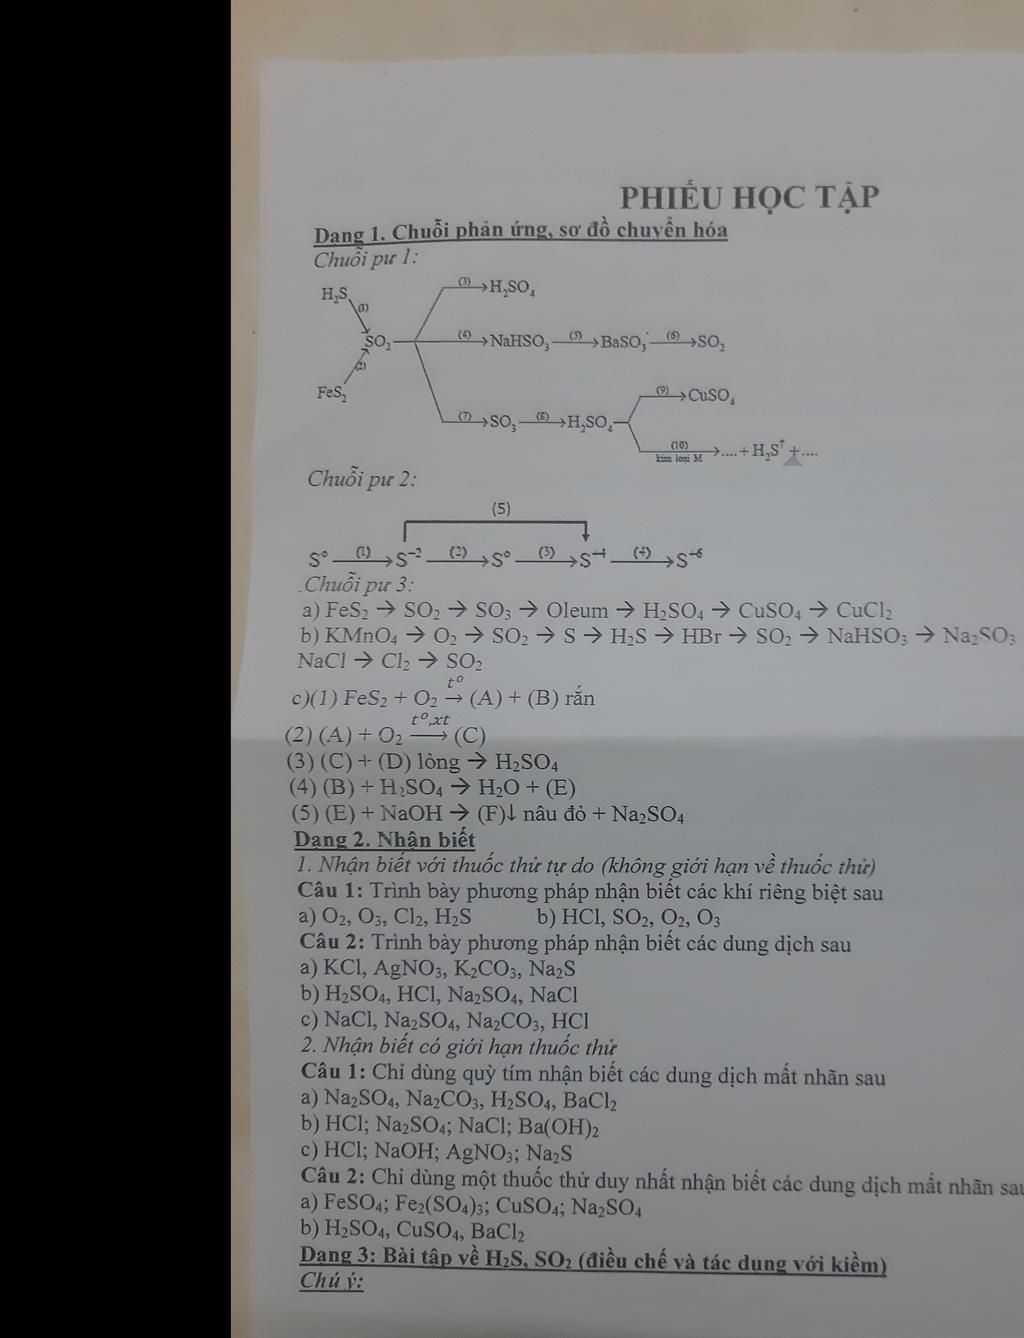 PHIẾU HỌC TẬP
Dạng 1. Chuỗi phản ứng, sơ đồ chuyển hóa
Chuỗi pư 1:
H₂S (1) SO₂ (3) → H₂SO₄
SO₂ (4) → NaHSO₃ (5) → BaSO₃ (6) → SO₂
FeS₂ (2)
(7) → SO₃ (8) → H₂SO₄ (9) → CuSO₄
(10) kim loại M → .... + H₂S↑ + ....
Chuỗi pư 2:
(5)
S⁰ (1) → S⁻² (2) → S⁰ (3) → S⁺⁴ (4) → S⁺⁶
.Chuỗi pư 3:
a) FeS₂ → SO₂ → SO₃ → Oleum → H₂SO₄ → CuSO₄ → CuCl₂
b) KMnO₄ → O₂ → SO₂ → S → H₂S → HBr → SO₂ → NaHSO₃ → Na₂SO₃
NaCl → Cl₂ → SO₂
c)(1) FeS₂ + O₂ t⁰→ (A) + (B) rắn
(2) (A) + O₂ t⁰,xt→ (C)
(3) (C) + (D) lỏng → H₂SO₄
(4) (B) + H₂SO₄ → H₂O + (E)
(5) (E) + NaOH → (F)↓ nâu đỏ + Na₂SO₄
Dạng 2. Nhận biết
1. Nhận biết với thuốc thử tự do (không giới hạn về thuốc thử)
Câu 1: Trình bày phương pháp nhận biết các khí riêng biệt sau
a) O₂, O₃, Cl₂, H₂S b) HCl, SO₂, O₂, O₃
Câu 2: Trình bày phương pháp nhận biết các dung dịch sau
a) KCl, AgNO₃, K₂CO₃, Na₂S
b) H₂SO₄, HCl, Na₂SO₄, NaCl
c) NaCl, Na₂SO₄, Na₂CO₃, HCl
2. Nhận biết có giới hạn thuốc thử
Câu 1: Chỉ dùng quỳ tím nhận biết các dung dịch mất nhãn sau
a) Na₂SO₄, Na₂CO₃, H₂SO₄, BaCl₂
b) HCl; Na₂SO₄; NaCl; Ba(OH)₂
c) HCl; NaOH; AgNO₃; Na₂S
Câu 2: Chỉ dùng một thuốc thử duy nhất nhận biết các dung dịch mất nhãn sau
a) FeSO₄; Fe₂(SO₄)₃; CuSO₄; Na₂SO₄
b) H₂SO₄, CuSO₄, BaCl₂
Dạng 3: Bài tập về H₂S, SO₂ (điều chế và tác dụng với kiềm)
Chú ý: